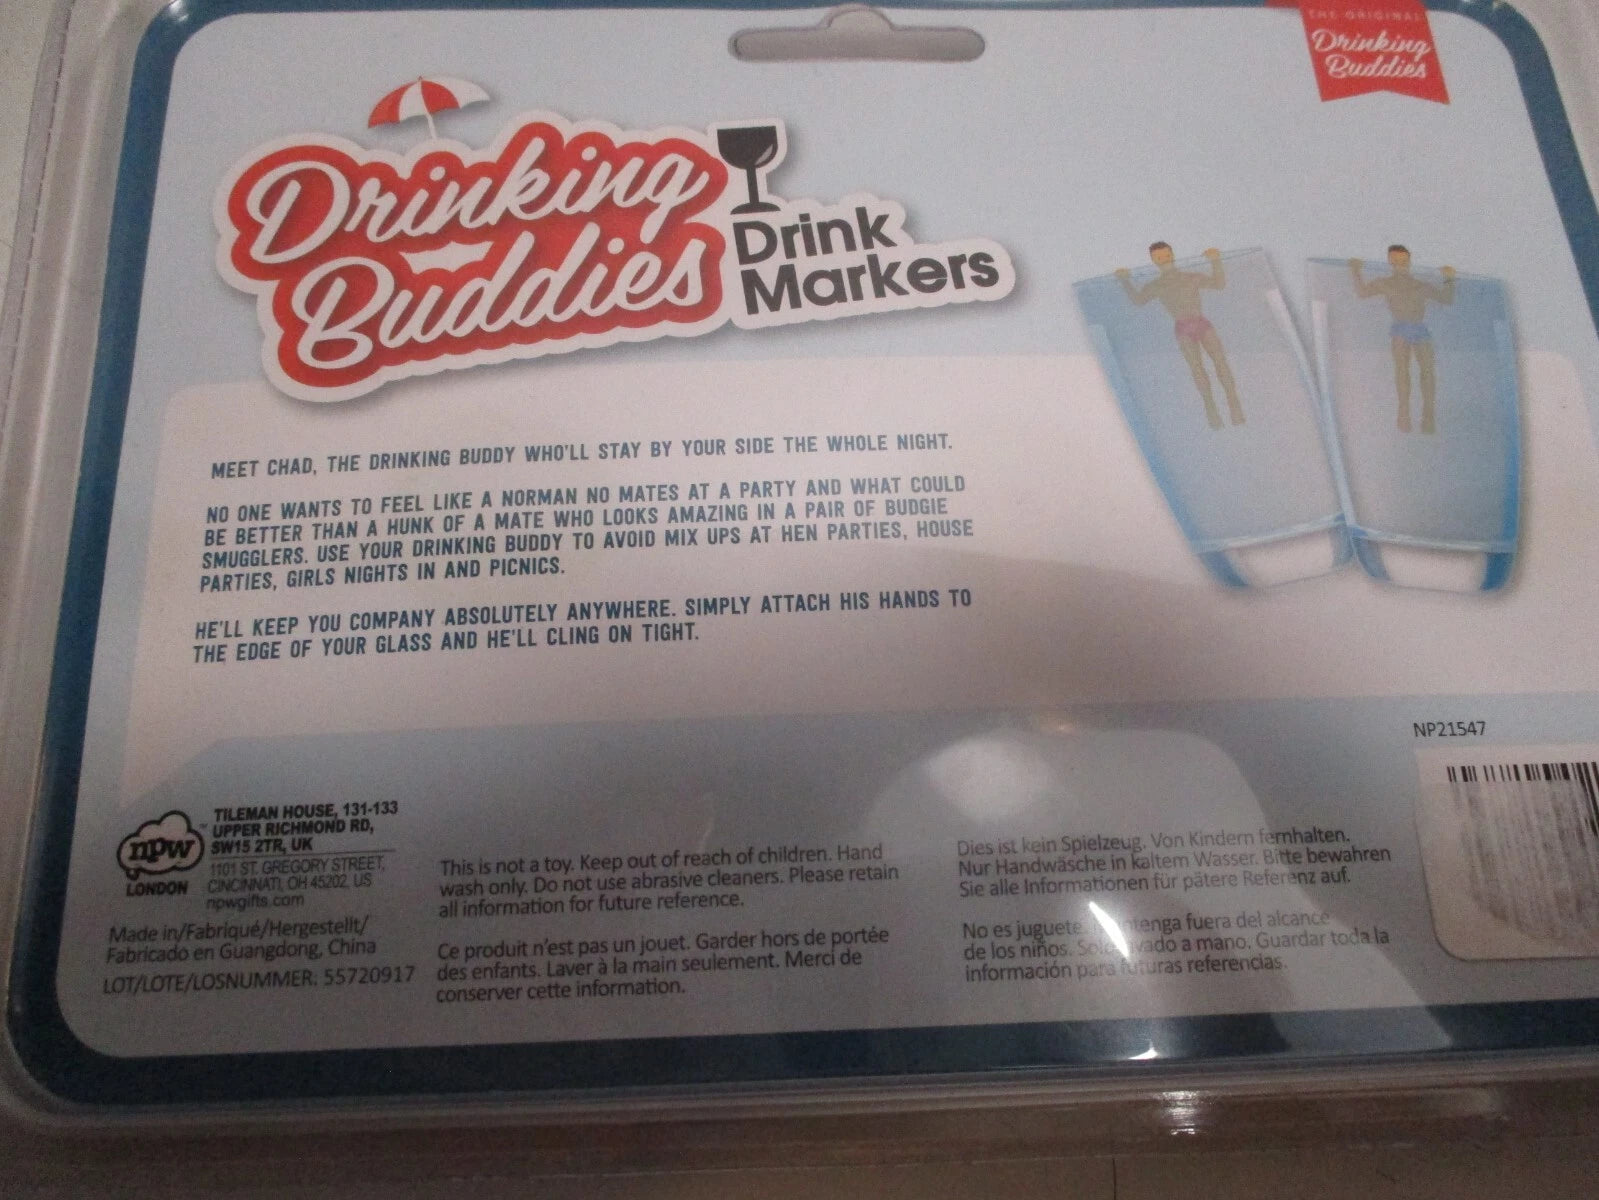 THE ORIGINAL
Drinking
Buddies
Drinking
Buddies
Drink
Markers
MEET CHAD, THE DRINKING BUDDY WHO'LL STAY BY YOUR SIDE THE WHOLE NIGHT.
NO ONE WANTS TO FEEL LIKE A NORMAN NO MATES AT A PARTY AND WHAT COULD
BE BETTER THAN A HUNK OF A MATE WHO LOOKS AMAZING IN A PAIR OF BUDGIE
SMUGGLERS. USE YOUR DRINKING BUDDY TO AVOID MIX UPS AT HEN PARTIES, HOUSE
PARTIES, GIRLS NIGHTS IN AND PICNICS.
HE'LL KEEP YOU COMPANY ABSOLUTELY ANYWHERE. SIMPLY ATTACH HIS HANDS TO
THE EDGE OF YOUR GLASS AND HE'LL CLING ON TIGHT.
NP21547
npw
LONDON
TILEMAN HOUSE, 131-133
UPPER RICHMOND RD,
SW15 2TR, UK
1101 ST. GREGORY STREET,
CINCINNATI, OH 45202, US
npwgifts.com
Made in/Fabriqué/Hergestellt/
Fabricado en Guangdong, China
LOT/LOTE/LOSNUMMER: 55720917
This is not a toy. Keep out of reach of children. Hand
wash only. Do not use abrasive cleaners. Please retain
all information for future reference.
Ce produit n'est pas un jouet. Garder hors de portée
des enfants. Laver à la main seulement. Merci de
conserver cette information.
Dies ist kein Spielzeug. Von Kindern fernhalten.
Nur Handwäsche in kaltem Wasser. Bitte bewahren
Sie alle Informationen für pätere Referenz auf.
No es juguete. fuera del alcance
de los niños. a mano. Guardar toda la
información para futuras referencias.